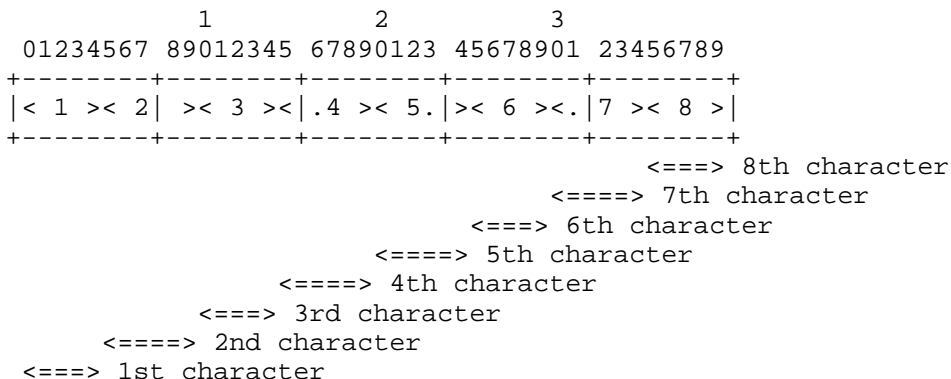 1          2           3
 01234567 89012345 67890123 45678901 23456789
+--------+--------+--------+--------+--------+
|< 1 >< 2| >< 3 ><|.4 >< 5.|>< 6 ><.|7 >< 8 >|
+--------+--------+--------+--------+--------+
                                        <===> 8th character
                                  <====> 7th character
                             <===> 6th character
                       <====> 5th character
                 <====> 4th character
            <===> 3rd character
      <====> 2nd character
 <===> 1st character